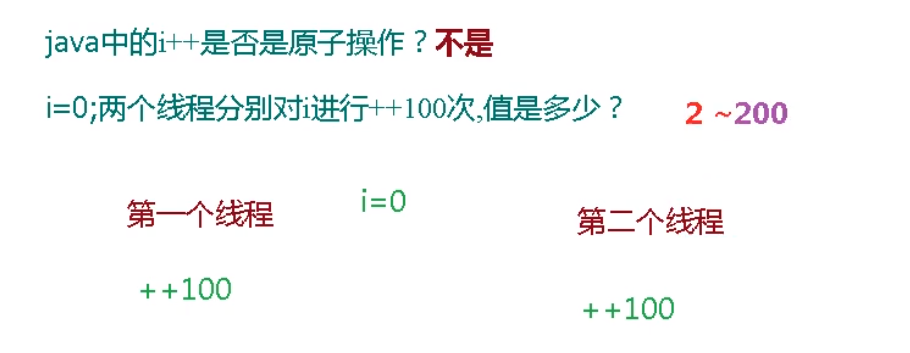 java中的i++是否是原子操作？不是
i=0;两个线程分别对i进行++100次,值是多少？ 2 ~200
第一个线程 i=0 第二个线程
++100 ++100